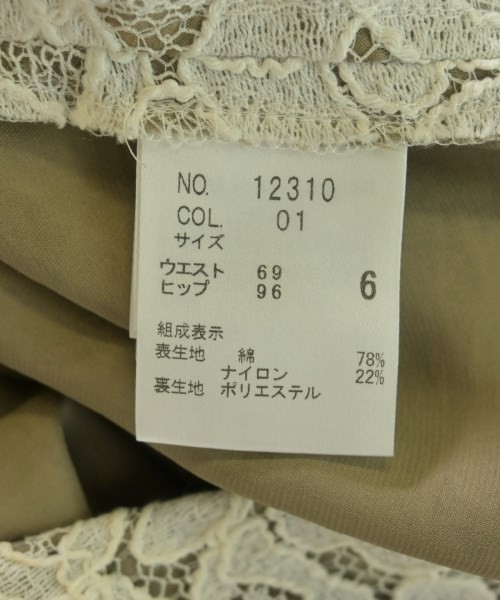 NO. 12310
COL. 01
サイズ
ウエスト 69
ヒップ 96 6
組成表示
表生地 綿 78%
ナイロン 22%
裏生地 ポリエステル